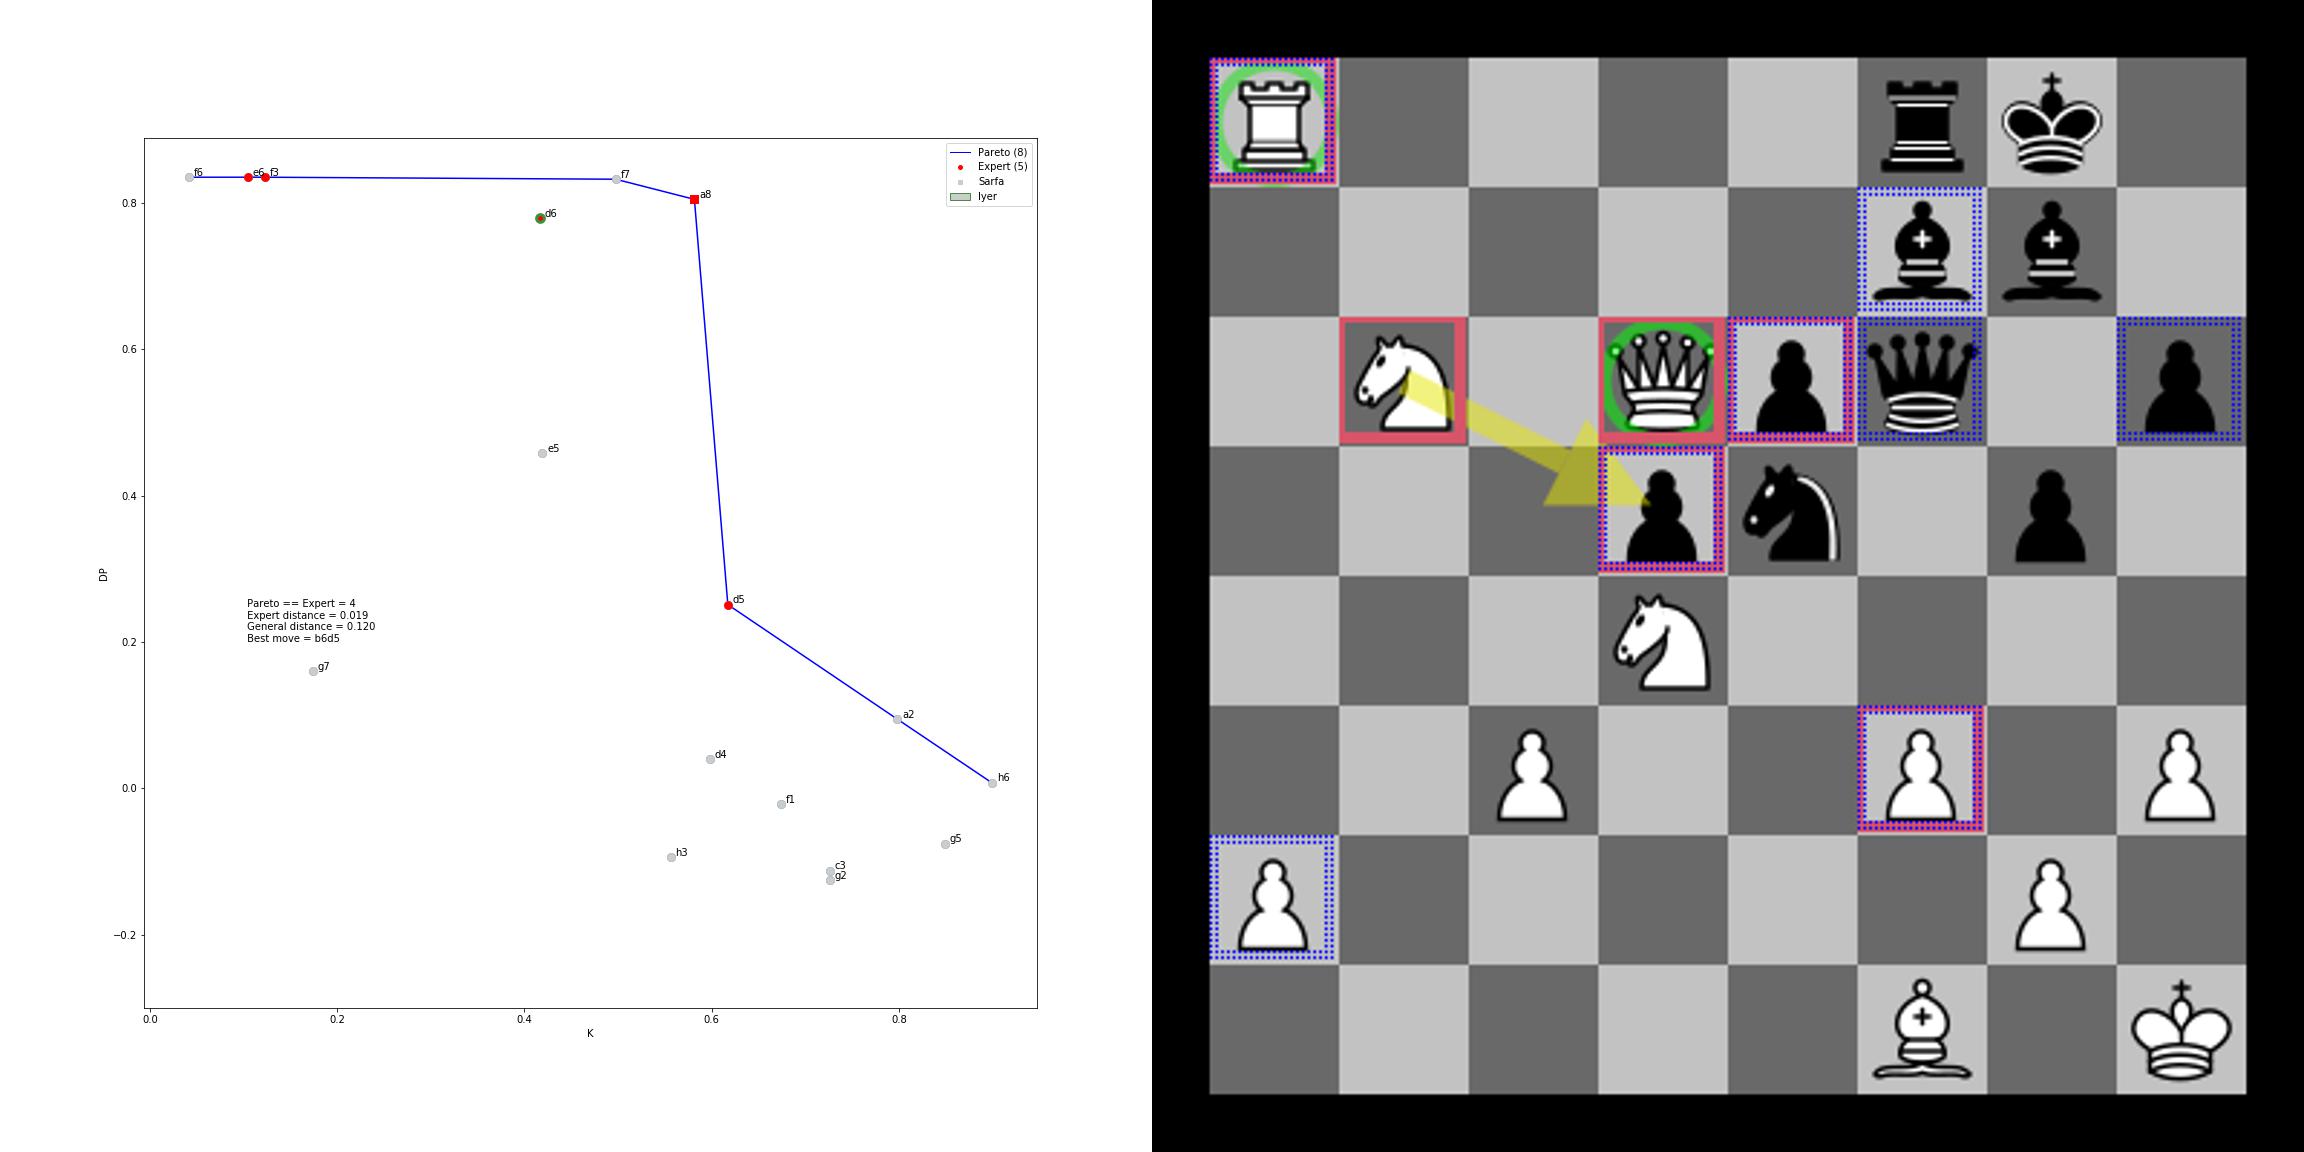 Pareto (8)
Expert (5)
Sarfa
Iyer
f6
e6
f3
f7
a8
d6
e5
d5
Pareto == Expert = 4
Expert distance = 0.019
General distance = 0.120
Best move = b6d5
g7
a2
d4
h6
f1
g5
h3
c3
g2
0.8
0.6
0.4
0.2
0.0
−0.2
DP
0.0 0.2 0.4 0.6 0.8
K